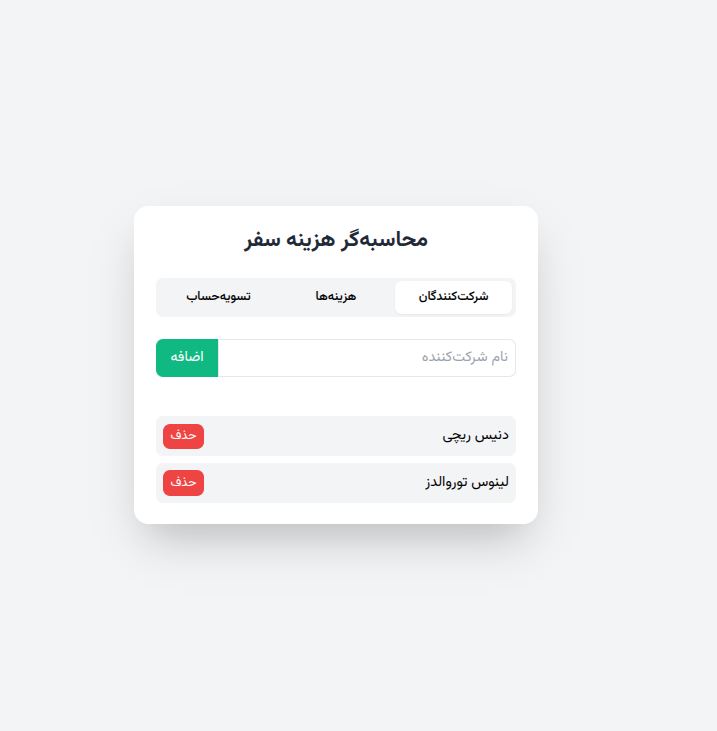 محاسبه‌گر هزینه سفر
شرکت‌کنندگان هزینه‌ها تسویه‌حساب
نام شرکت‌کننده اضافه
دنیس ریچی حذف
لینوس توروالدز حذف